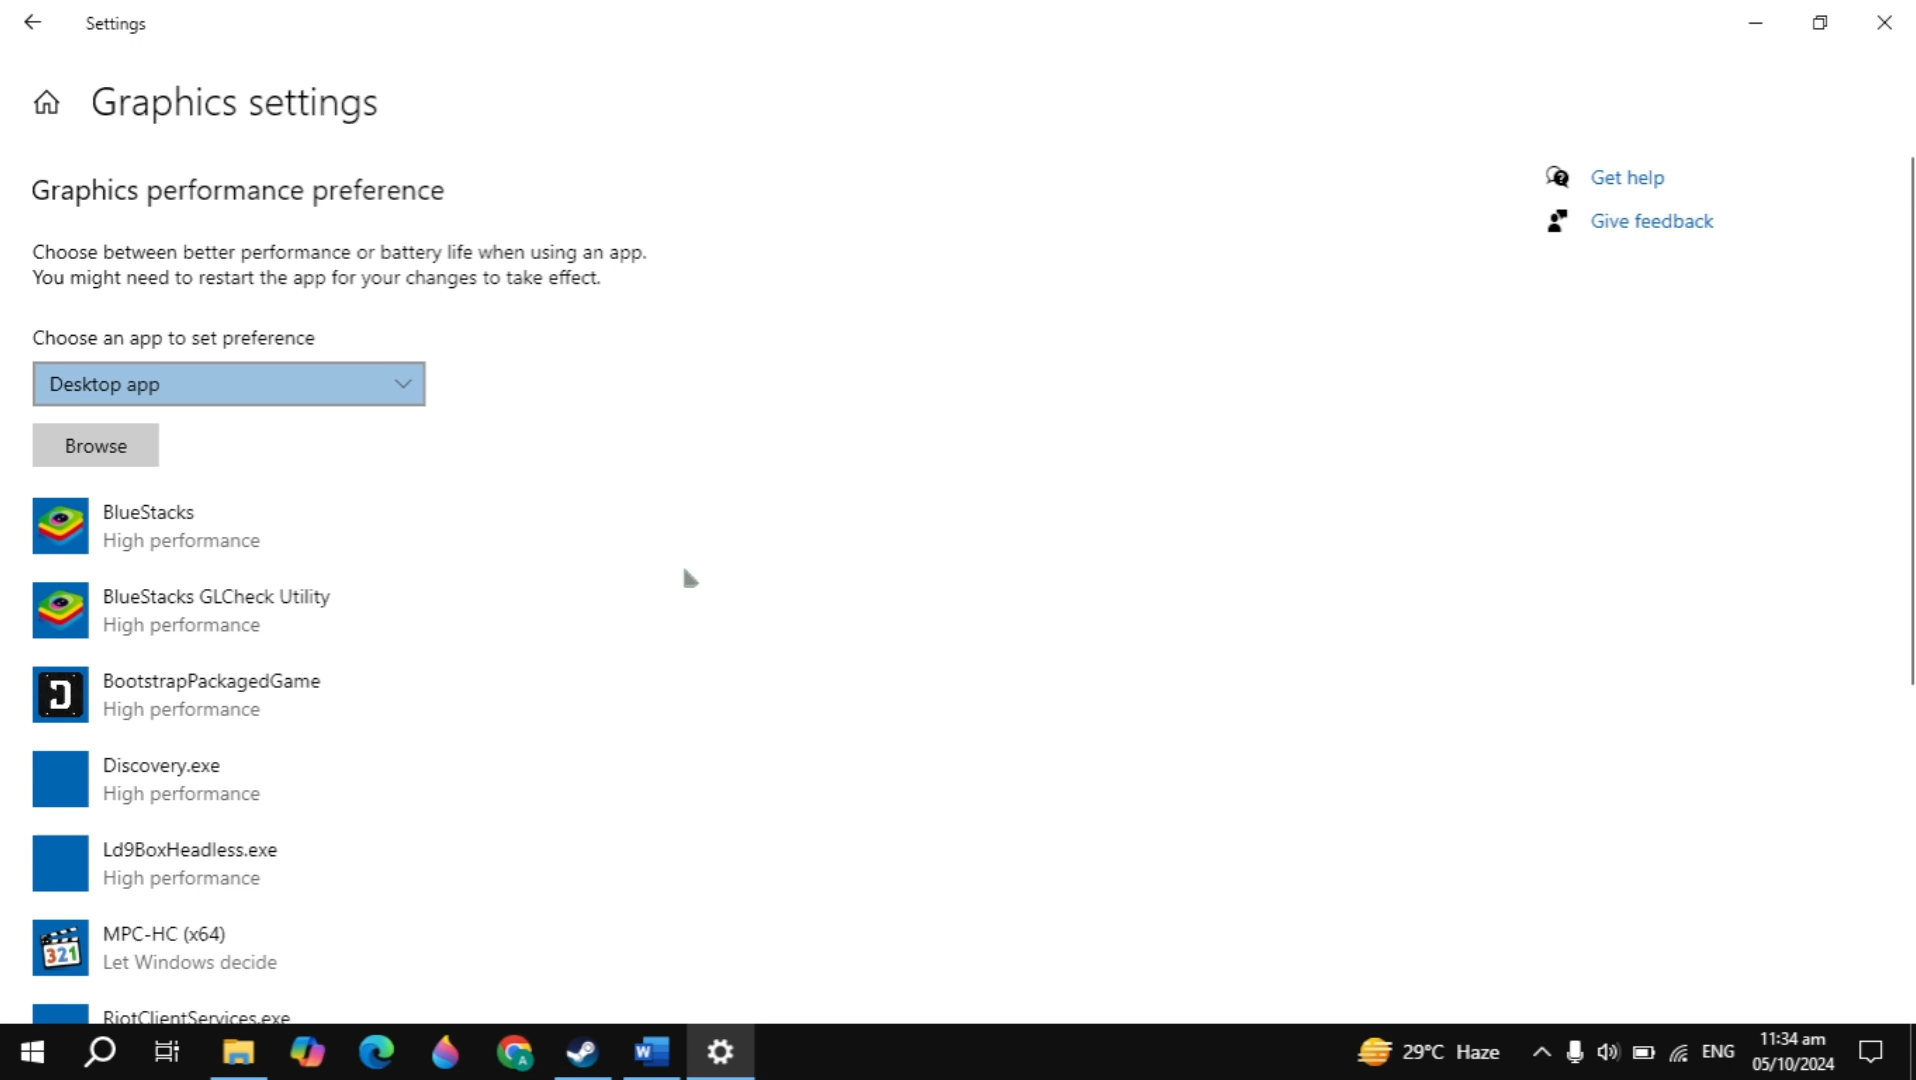 Settings
Graphics settings
Graphics performance preference
Get help
Give feedback
Choose between better performance or battery life when using an app.
You might need to restart the app for your changes to take effect.
Choose an app to set preference
Desktop app
Browse
BlueStacks
High performance
BlueStacks GLCheck Utility
High performance
BootstrapPackagedGame
High performance
Discovery.exe
High performance
Ld9BoxHeadless.exe
High performance
321
MPC-HC (x64)
Let Windows decide
RiotClientServices.exe
29°C Haze
ENG
11:34 am
05/10/2024